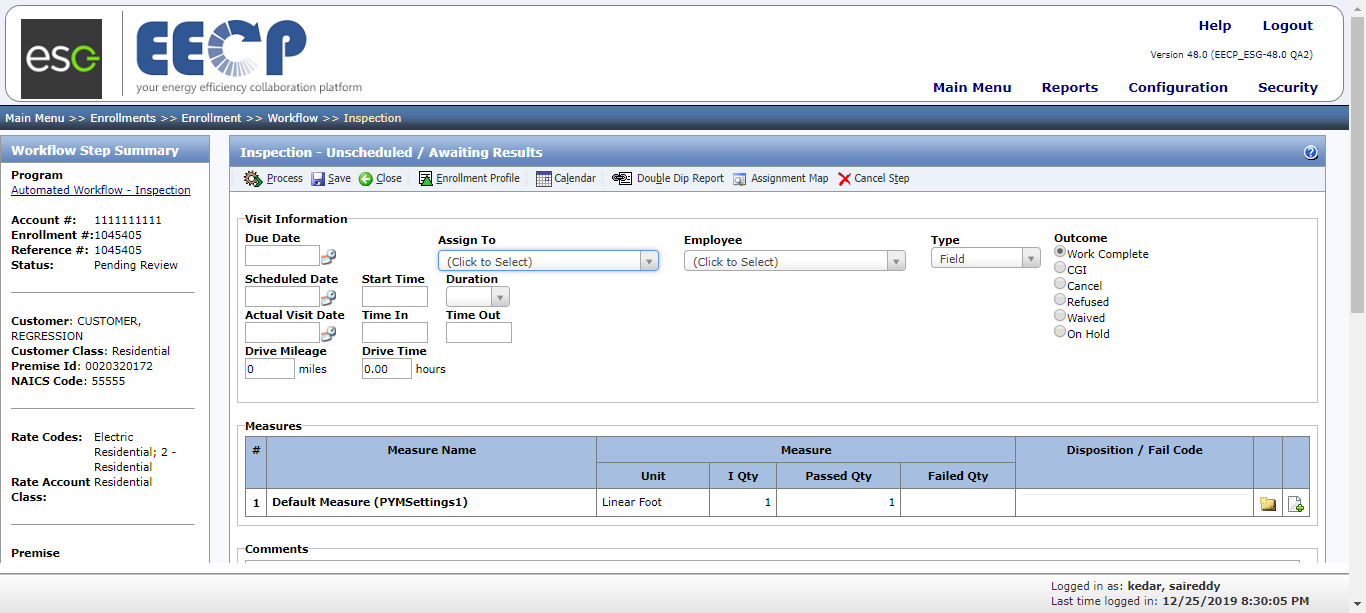 Help Logout
esc
EECP
your energy efficiency collaboration platform
Version 48.0 (EECP_ESG-48.0 QA2)
Main Menu Reports Configuration Security
Main Menu >> Enrollments >> Enrollment >> Workflow >> Inspection
Workflow Step Summary
Program
Automated Workflow - Inspection
Account #: 1111111111
Enrollment #:1045405
Reference #: 1045405
Status: Pending Review
Customer: CUSTOMER,
REGRESSION
Customer Class: Residential
Premise Id: 0020320172
NAICS Code: 55555
Rate Codes: Electric
Residential; 2 -
Residential
Rate Account Residential
Class:
Premise
Inspection - Unscheduled / Awaiting Results
Process Save Close Enrollment Profile Calendar Double Dip Report Assignment Map Cancel Step
Visit Information
Due Date Assign To Employee Type Outcome
(Click to Select) (Click to Select) Field
Work Complete
CGI
Cancel
Refused
Waived
On Hold
Scheduled Date Start Time Duration
Actual Visit Date Time In Time Out
Drive Mileage Drive Time
0 miles 0.00 hours
Measures
# Measure Name Measure Disposition / Fail Code
Unit I Qty Passed Qty Failed Qty
1 Default Measure (PYMSettings1) Linear Foot 1 1
Comments
Logged in as: kedar, saireddy
Last time logged in: 12/25/2019 8:30:05 PM